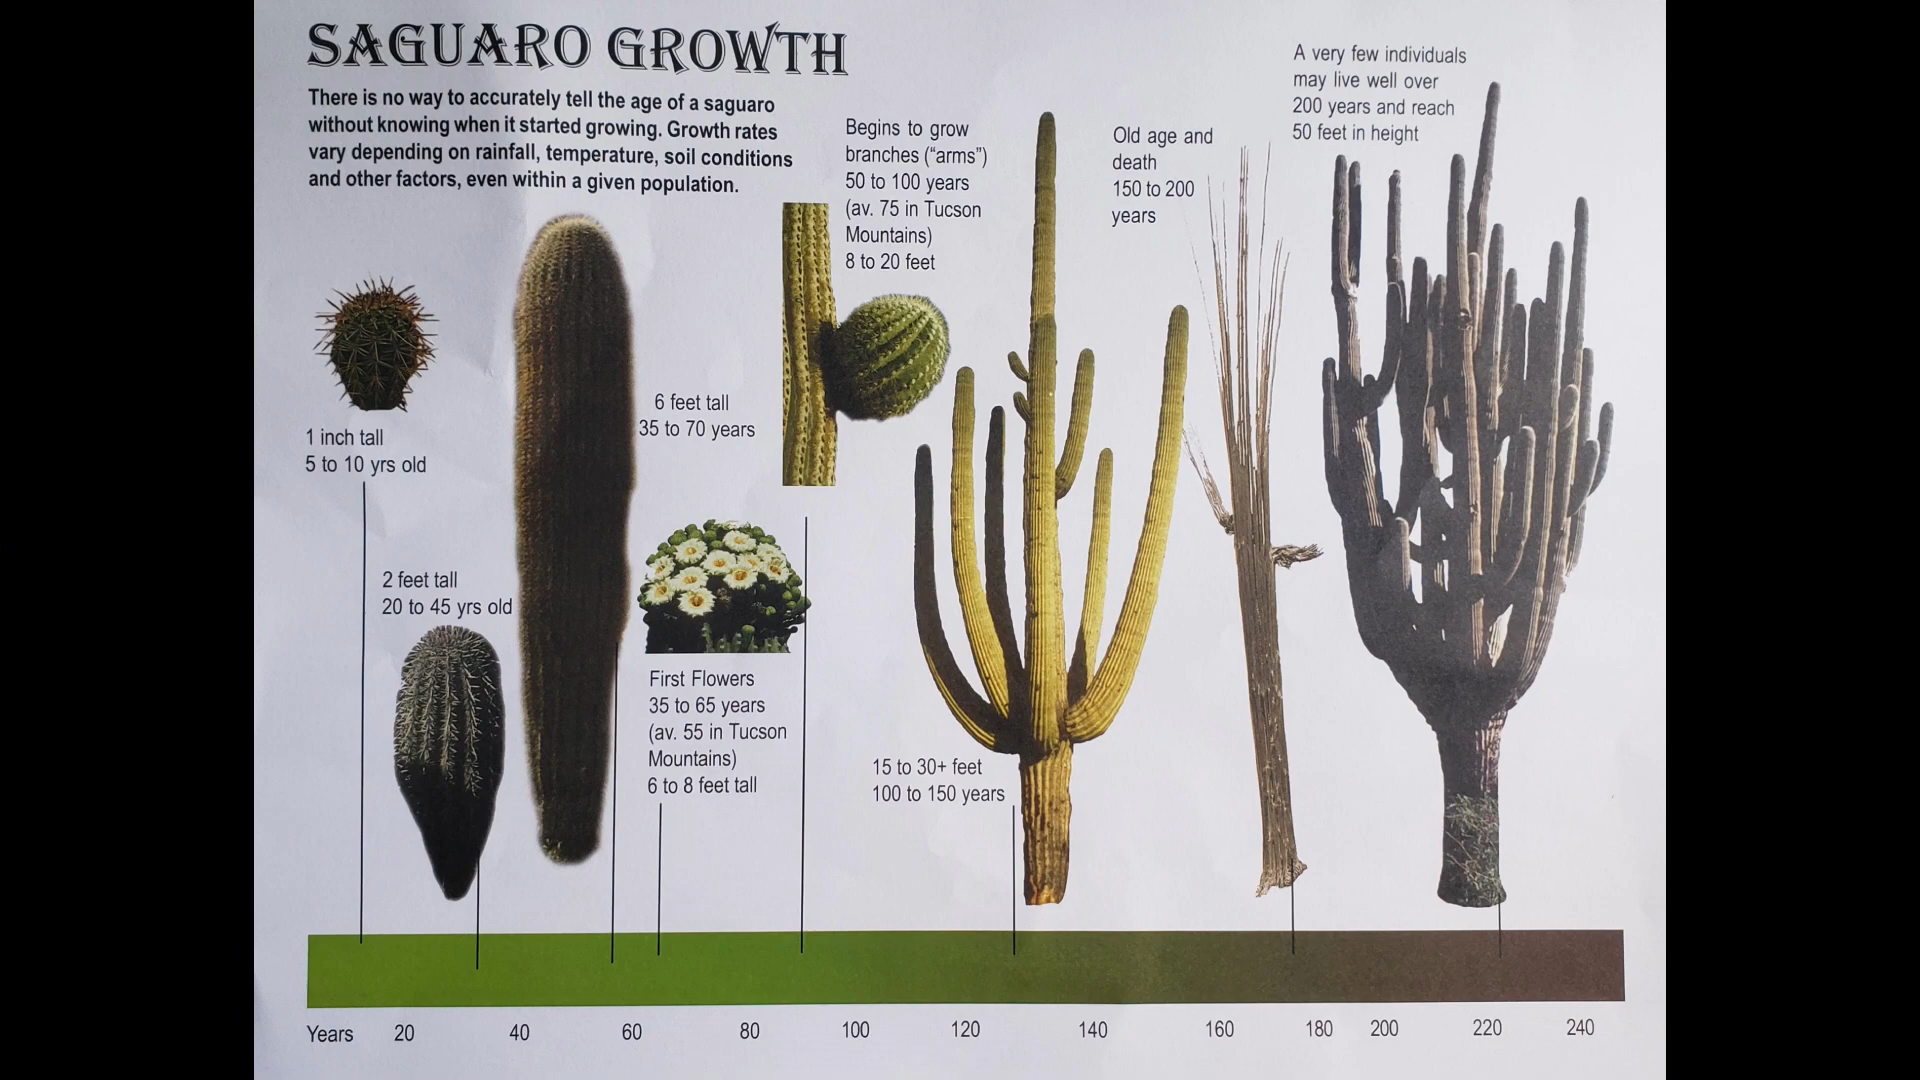 SAGUARO GROWTH
There is no way to accurately tell the age of a saguaro
without knowing when it started growing. Growth rates
vary depending on rainfall, temperature, soil conditions
and other factors, even within a given population.
1 inch tall
5 to 10 yrs old
2 feet tall
20 to 45 yrs old
6 feet tall
35 to 70 years
First Flowers
35 to 65 years
(av. 55 in Tucson
Mountains)
6 to 8 feet tall
Begins to grow
branches (“arms”)
50 to 100 years
(av. 75 in Tucson
Mountains)
8 to 20 feet
15 to 30+ feet
100 to 150 years
Old age and
death
150 to 200
years
A very few individuals
may live well over
200 years and reach
50 feet in height
Years 20 40 60 80 100 120 140 160 180 200 220 240